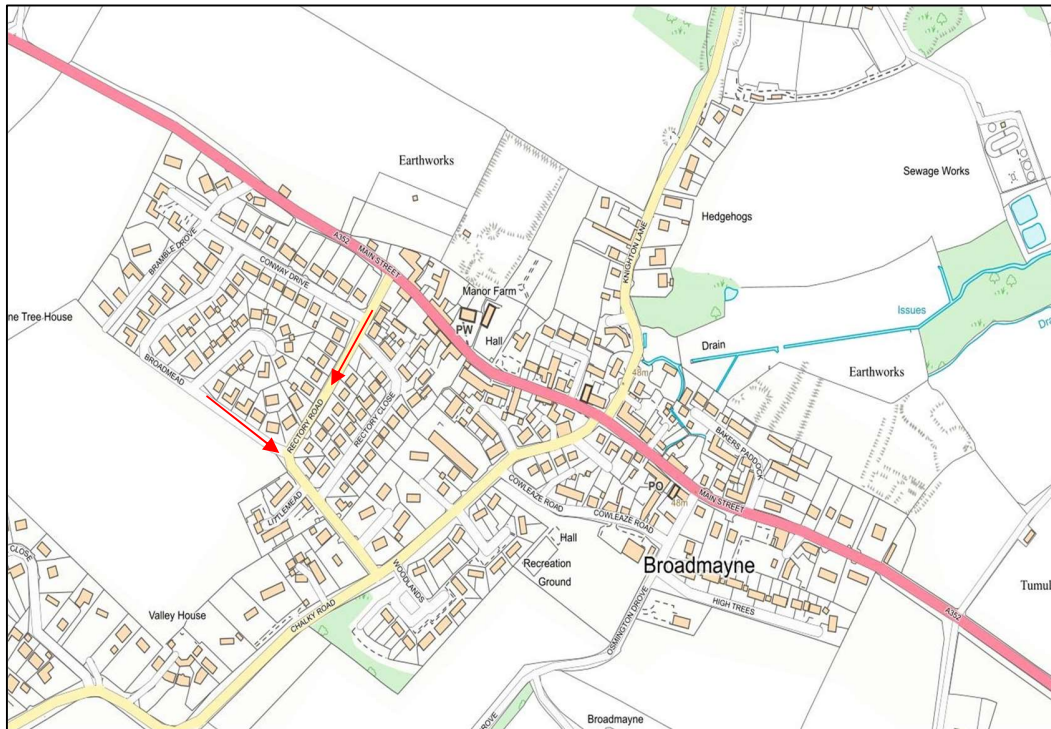 Earthworks
Sewage Works
Hedgehogs
A352
MAIN STREET
BRAMBLE DROVE
CONWAY DRIVE
KNIGHTON LANE
Manor Farm
PW
Hall
ne Tree House
Issues
Drain
Dra
Earthworks
48m
BROADMEAD
RECTORY ROAD
RECTORY CLOSE
BAKERS PADDOCK
PO
48m
MAIN STREET
LITTLEMEAD
COWLEAZE ROAD
COWLEAZE ROAD
Hall
Recreation
Ground
Broadmayne
CLOSE
WOODLANDS
Tumul
HIGH TREES
A352
Valley House
CHALKY ROAD
OSMINGTON DROVE
ROVE
Broadmayne